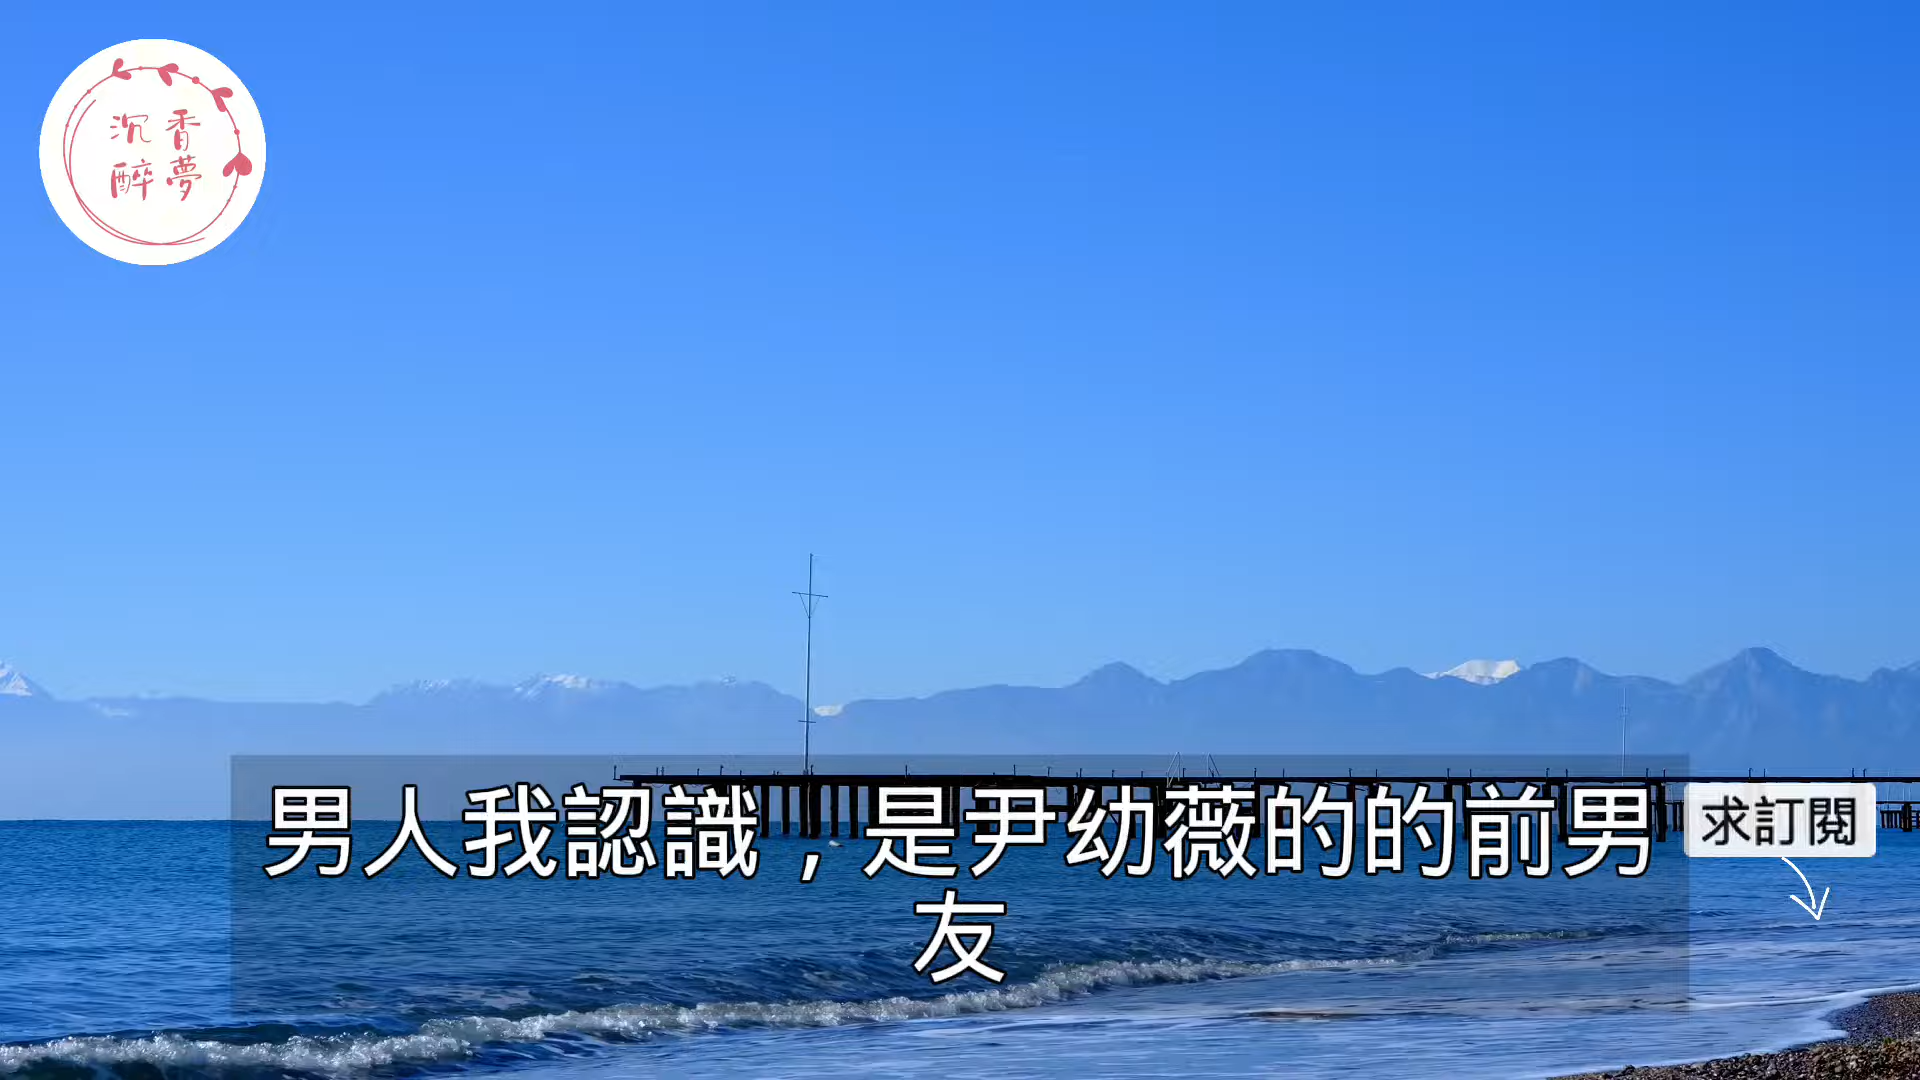 沉香
醉夢
男人我認識，是尹幼薇的的前男
友
求訂閱